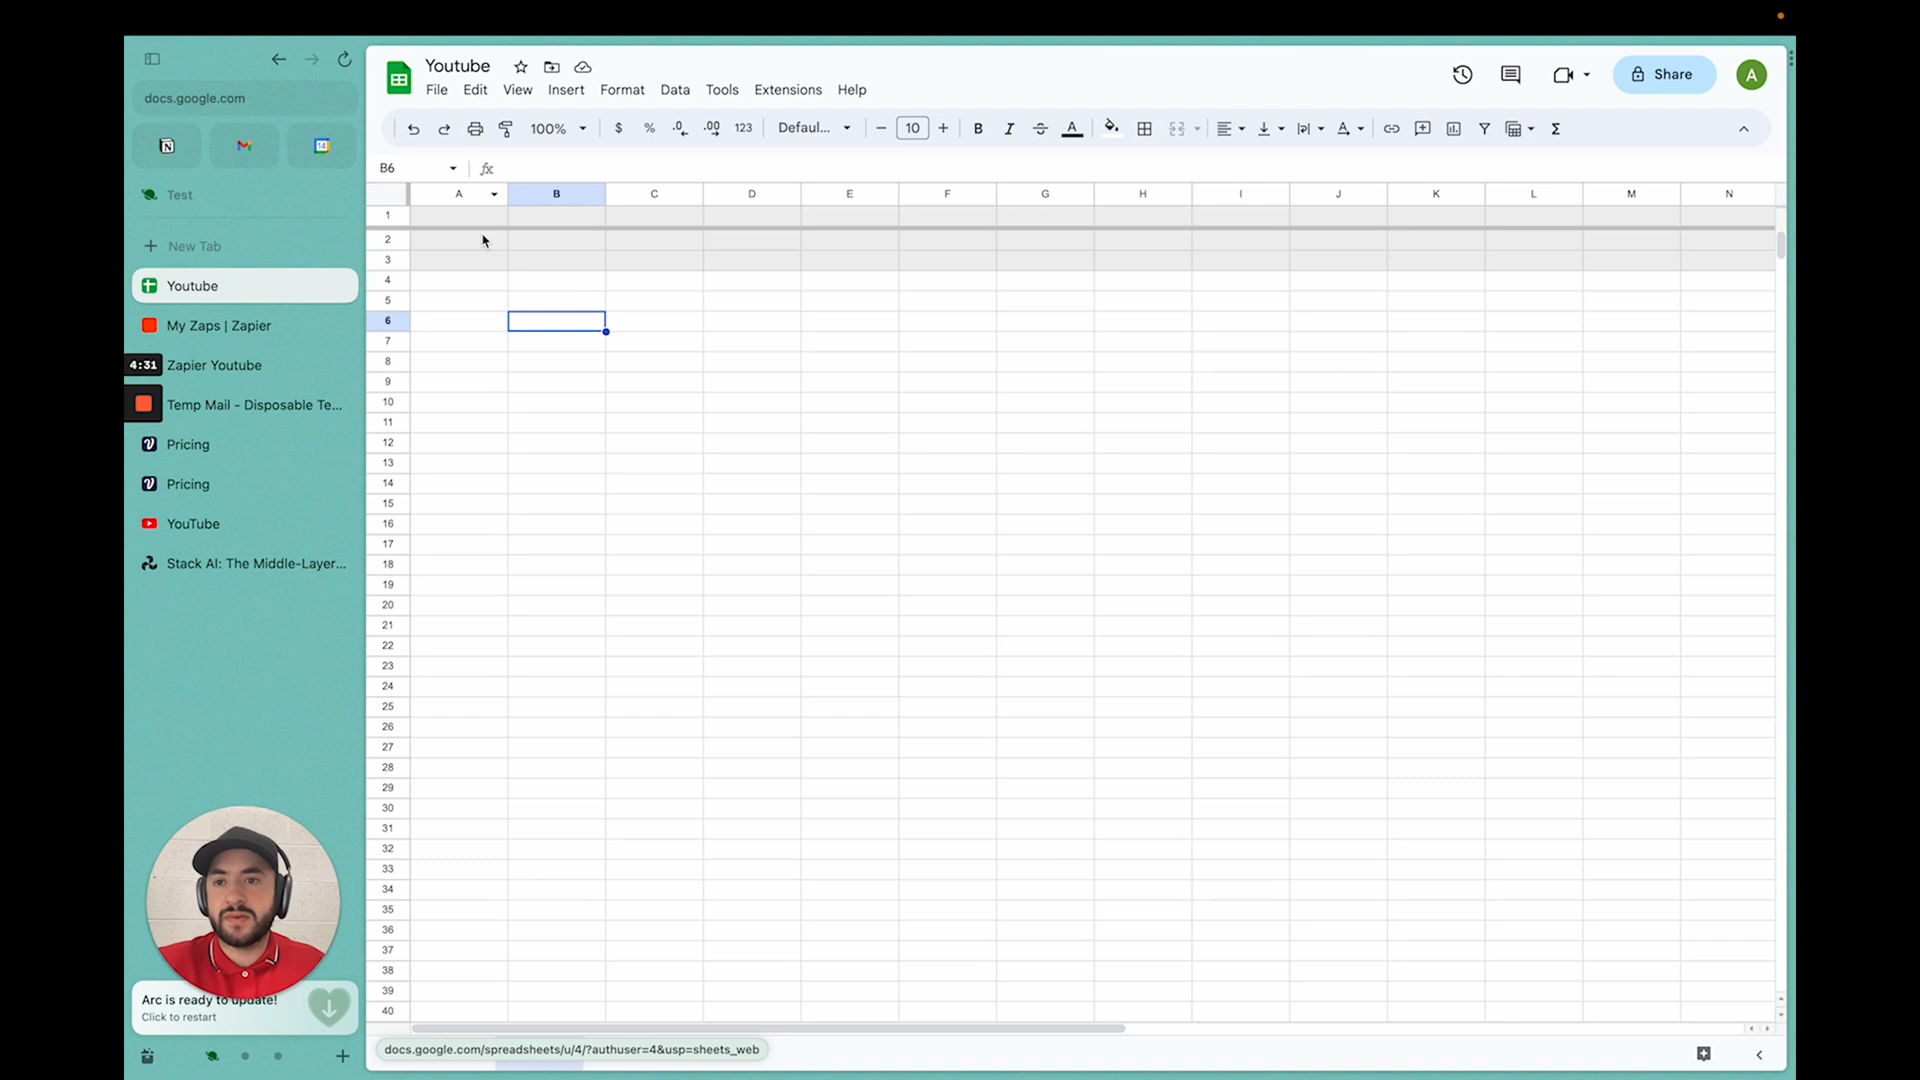 docs.google.com
Test
New Tab
Youtube
My Zaps | Zapier
4:31
Zapier Youtube
Temp Mail - Disposable Te...
Pricing
Pricing
YouTube
Stack AI: The Middle-Layer...
Arc is ready to update!
Click to restart
Youtube
File Edit View Insert Format Data Tools Extensions Help
Share
A
100% $ % .0 .00 123 Defaul... 10 B I S A
B6 fx
A B C D E F G H I J K L M N
1
2
3
4
5
6
7
8
9
10
11
12
13
14
15
16
17
18
19
20
21
22
23
24
25
26
27
28
29
30
31
32
33
34
35
36
37
38
39
40
docs.google.com/spreadsheets/u/4/?authuser=4&usp=sheets_web